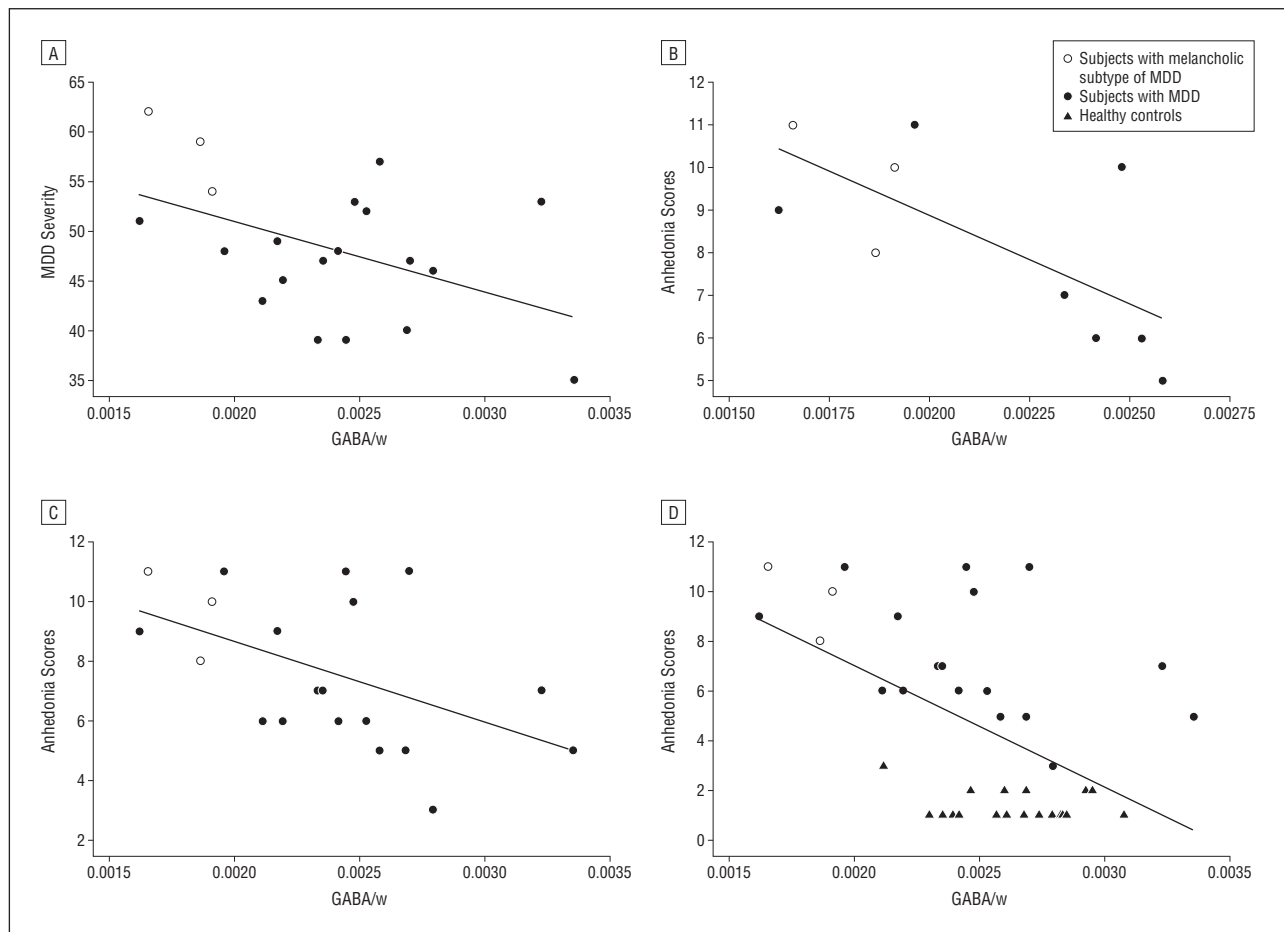 A
65
60
55
50
45
40
35
MDD Severity
0.0015 0.0020 0.0025 0.0030 0.0035
GABA/w
B
Subjects with melancholic
subtype of MDD
Subjects with MDD
Healthy controls
12
11
10
9
8
7
6
5
Anhedonia Scores
0.00150 0.00175 0.00200 0.00225 0.00250 0.00275
GABA/w
C
12
10
8
6
4
2
Anhedonia Scores
0.0015 0.0020 0.0025 0.0030 0.0035
GABA/w
D
12
10
8
6
4
2
0
Anhedonia Scores
0.0015 0.0020 0.0025 0.0030 0.0035
GABA/w